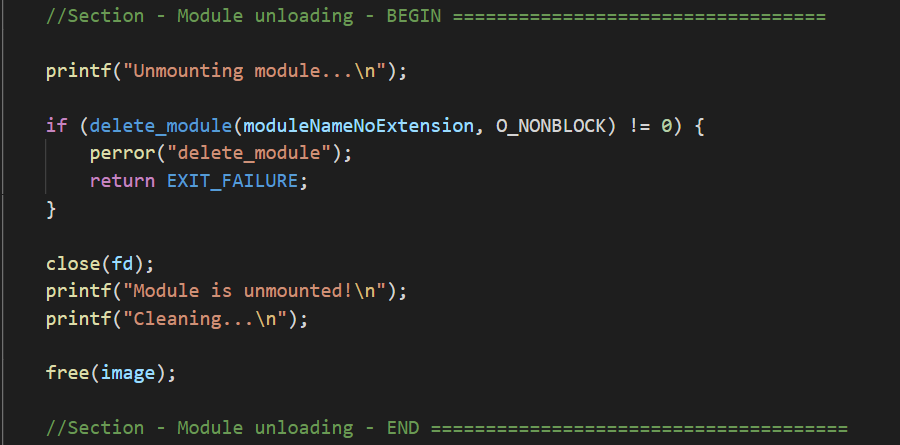 //Section - Module unloading - BEGIN ==================================
printf("Unmounting module...\n");
if (delete_module(moduleNameNoExtension, O_NONBLOCK) != 0) {
perror("delete_module");
return EXIT_FAILURE;
}
close(fd);
printf("Module is unmounted!\n");
printf("Cleaning...\n");
free(image);
//Section - Module unloading - END ======================================